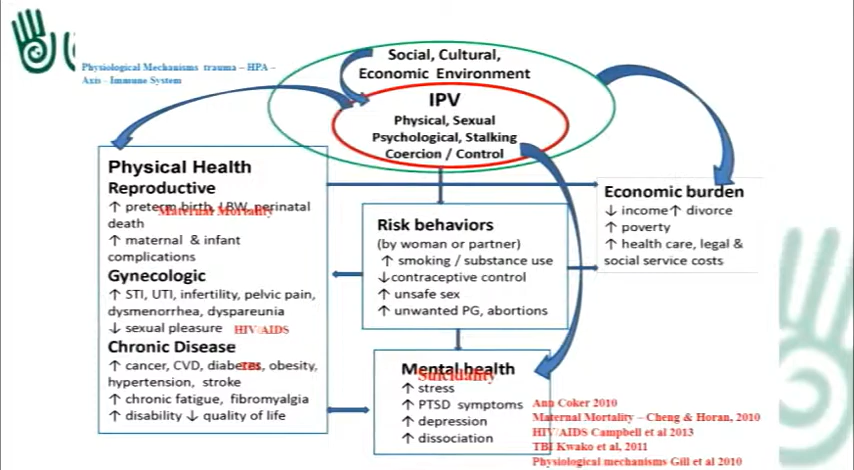 Physiological Mechanisms trauma – HPA –
Axis – Immune System
Social, Cultural,
Economic Environment
IPV
Physical, Sexual
Psychological, Stalking
Coercion / Control
Physical Health
Reproductive
↑ preterm birth, LBW, perinatal
Maternal Mortality
death
↑ maternal & infant
complications
Gynecologic
↑ STI, UTI, infertility, pelvic pain,
dysmenorrhea, dyspareunia
↓ sexual pleasure HIV/AIDS
Chronic Disease
↑ cancer, CVD, diabetes, obesity,
TBI
hypertension, stroke
↑ chronic fatigue, fibromyalgia
↑ disability ↓ quality of life
Risk behaviors
(by woman or partner)
↑ smoking / substance use
↓contraceptive control
↑ unsafe sex
↑ unwanted PG, abortions
Economic burden
↓ income↑ divorce
↑ poverty
↑ health care, legal &
social service costs
Mental health
Suicidality
↑ stress
↑ PTSD symptoms
↑ depression
↑ dissociation
Ann Coker 2010
Maternal Mortality – Cheng & Horan, 2010
HIV/AIDS Campbell et al 2013
TBI Kwako et al, 2011
Physiological mechanisms Gill et al 2010